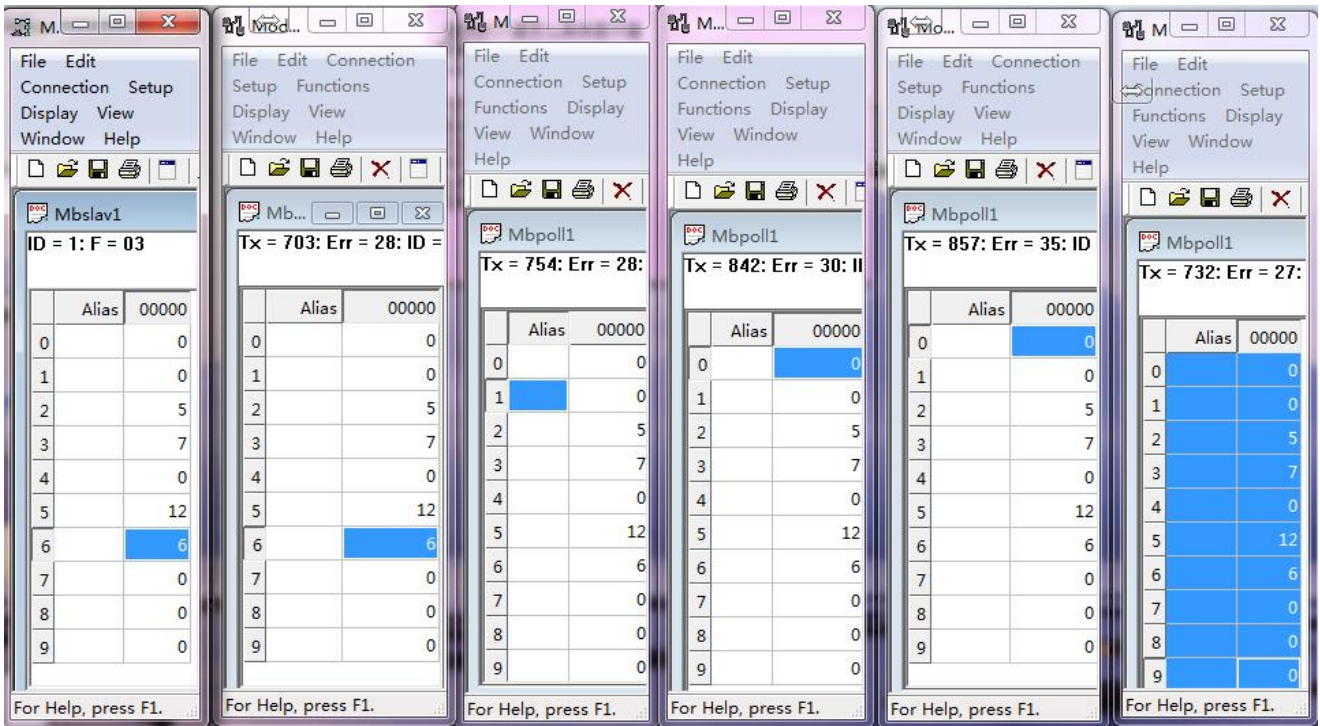 M.
File Edit
Connection Setup
Display View
Window Help
Mbslav1
ID = 1: F = 03
Alias 00000
0 0
1 0
2 5
3 7
4 0
5 12
6 6
7 0
8 0
9 0
For Help, press F1.
Mod...
File Edit Connection
Setup Functions
Display View
Window Help
Mb...
Tx = 703: Err = 28: ID =
Alias 00000
0 0
1 0
2 5
3 7
4 0
5 12
6 6
7 0
8 0
9 0
For Help, press F1.
M
File Edit
Connection Setup
Functions Display
View Window
Help
Mbpoll1
Tx = 754: Err = 28:
Alias 00000
0 0
1 0
2 5
3 7
4 0
5 12
6 6
7 0
8 0
9 0
For Help, press F1.
M...
File Edit
Connection Setup
Functions Display
View Window
Help
Mbpoll1
Tx = 842: Err = 30: II
Alias 00000
0 0
1 0
2 5
3 7
4 0
5 12
6 6
7 0
8 0
9 0
For Help, press F1.
Mo...
File Edit Connection
Setup Functions
Display View
Window Help
Mbpoll1
Tx = 857: Err = 35: ID
Alias 00000
0 0
1 0
2 5
3 7
4 0
5 12
6 6
7 0
8 0
9 0
For Help, press F1.
M
File Edit
onnection Setup
Functions Display
View Window
Help
Mbpoll1
Tx = 732: Err = 27:
Alias 00000
0 0
1 0
2 5
3 7
4 0
5 12
6 6
7 0
8 0
9 0
For Help, press F1.